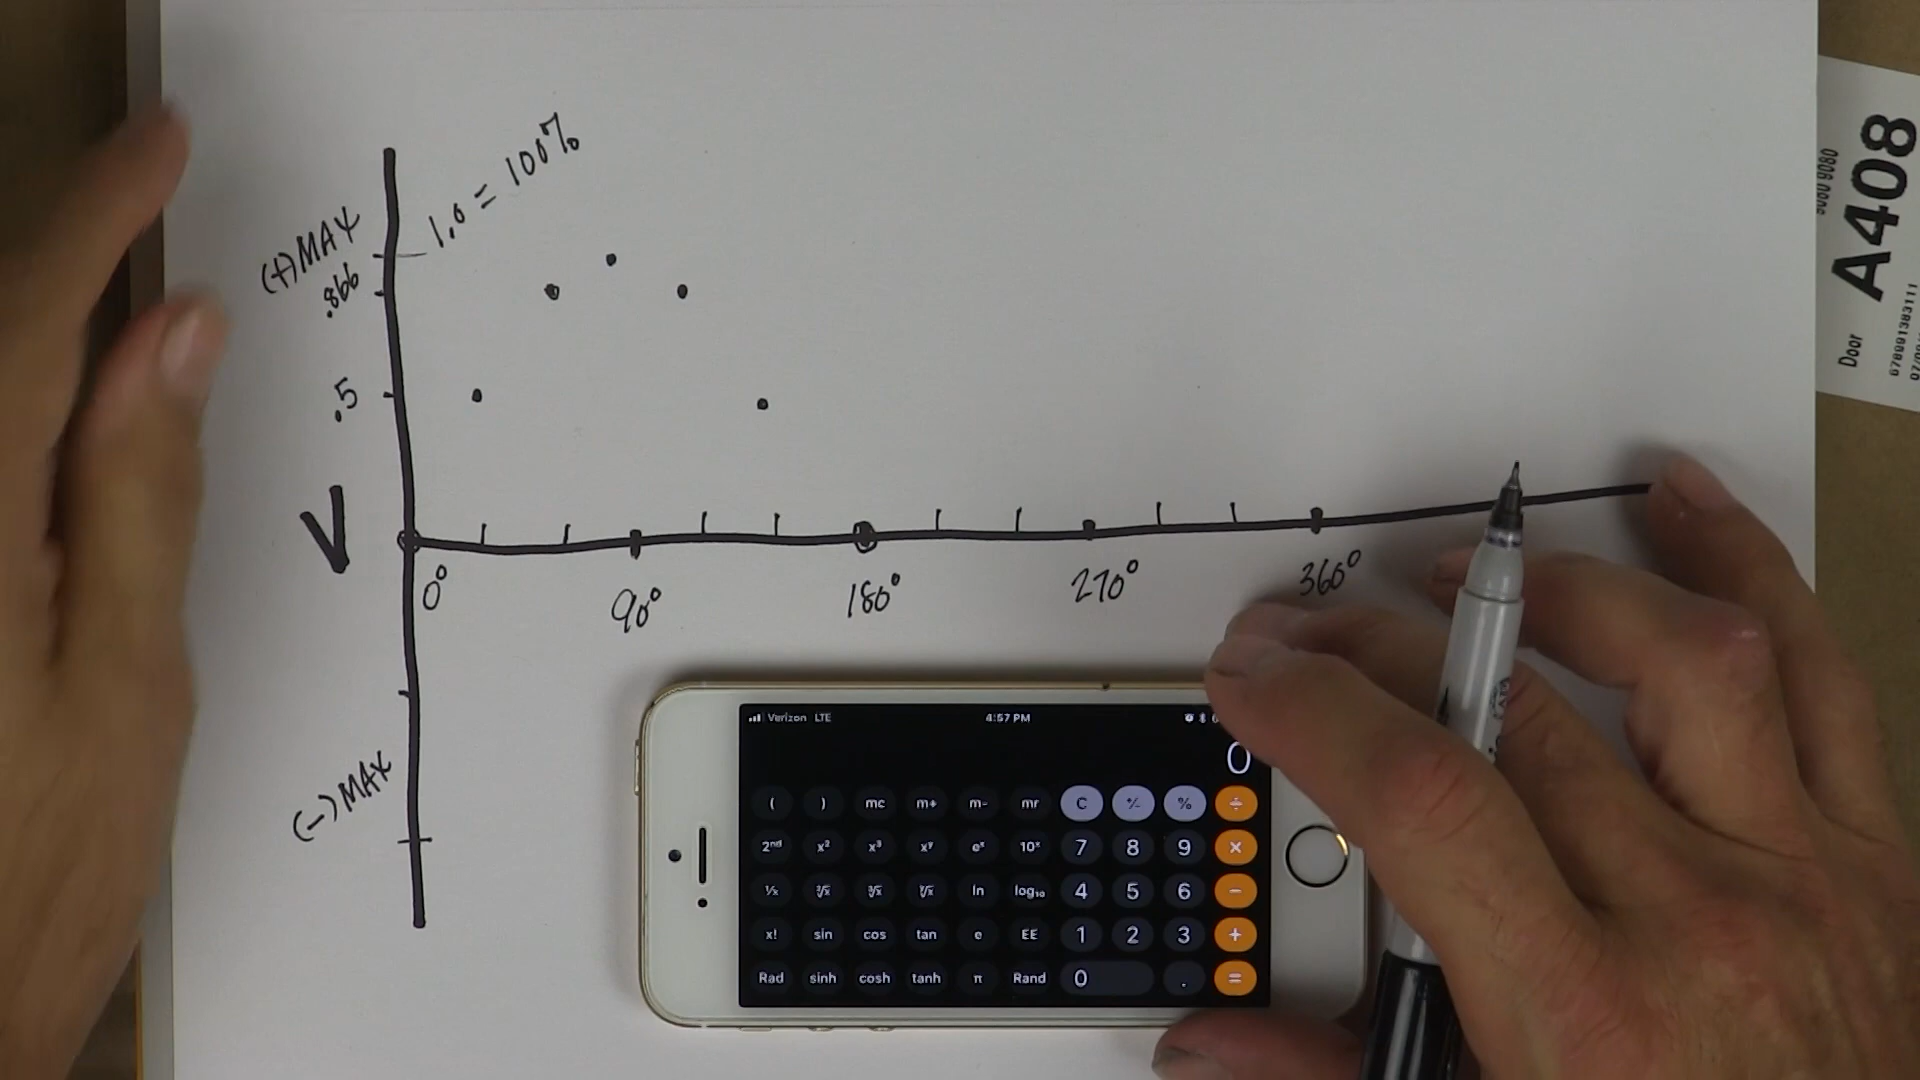 1.0 = 100%
(+)MAX
.866
.5
V
0° 90° 180° 270° 360°
(-)MAX
Verizon LTE 4:57 PM
0
( ) mc m+ m- mr C +/- % ÷
2ⁿᵈ x² x³ xʸ eˣ 10ˣ 7 8 9 ×
¹/x ²√x ³√x ʸ√x ln log₁₀ 4 5 6 −
x! sin cos tan e EE 1 2 3 +
Rad sinh cosh tanh π Rand 0 . =
A408
Door